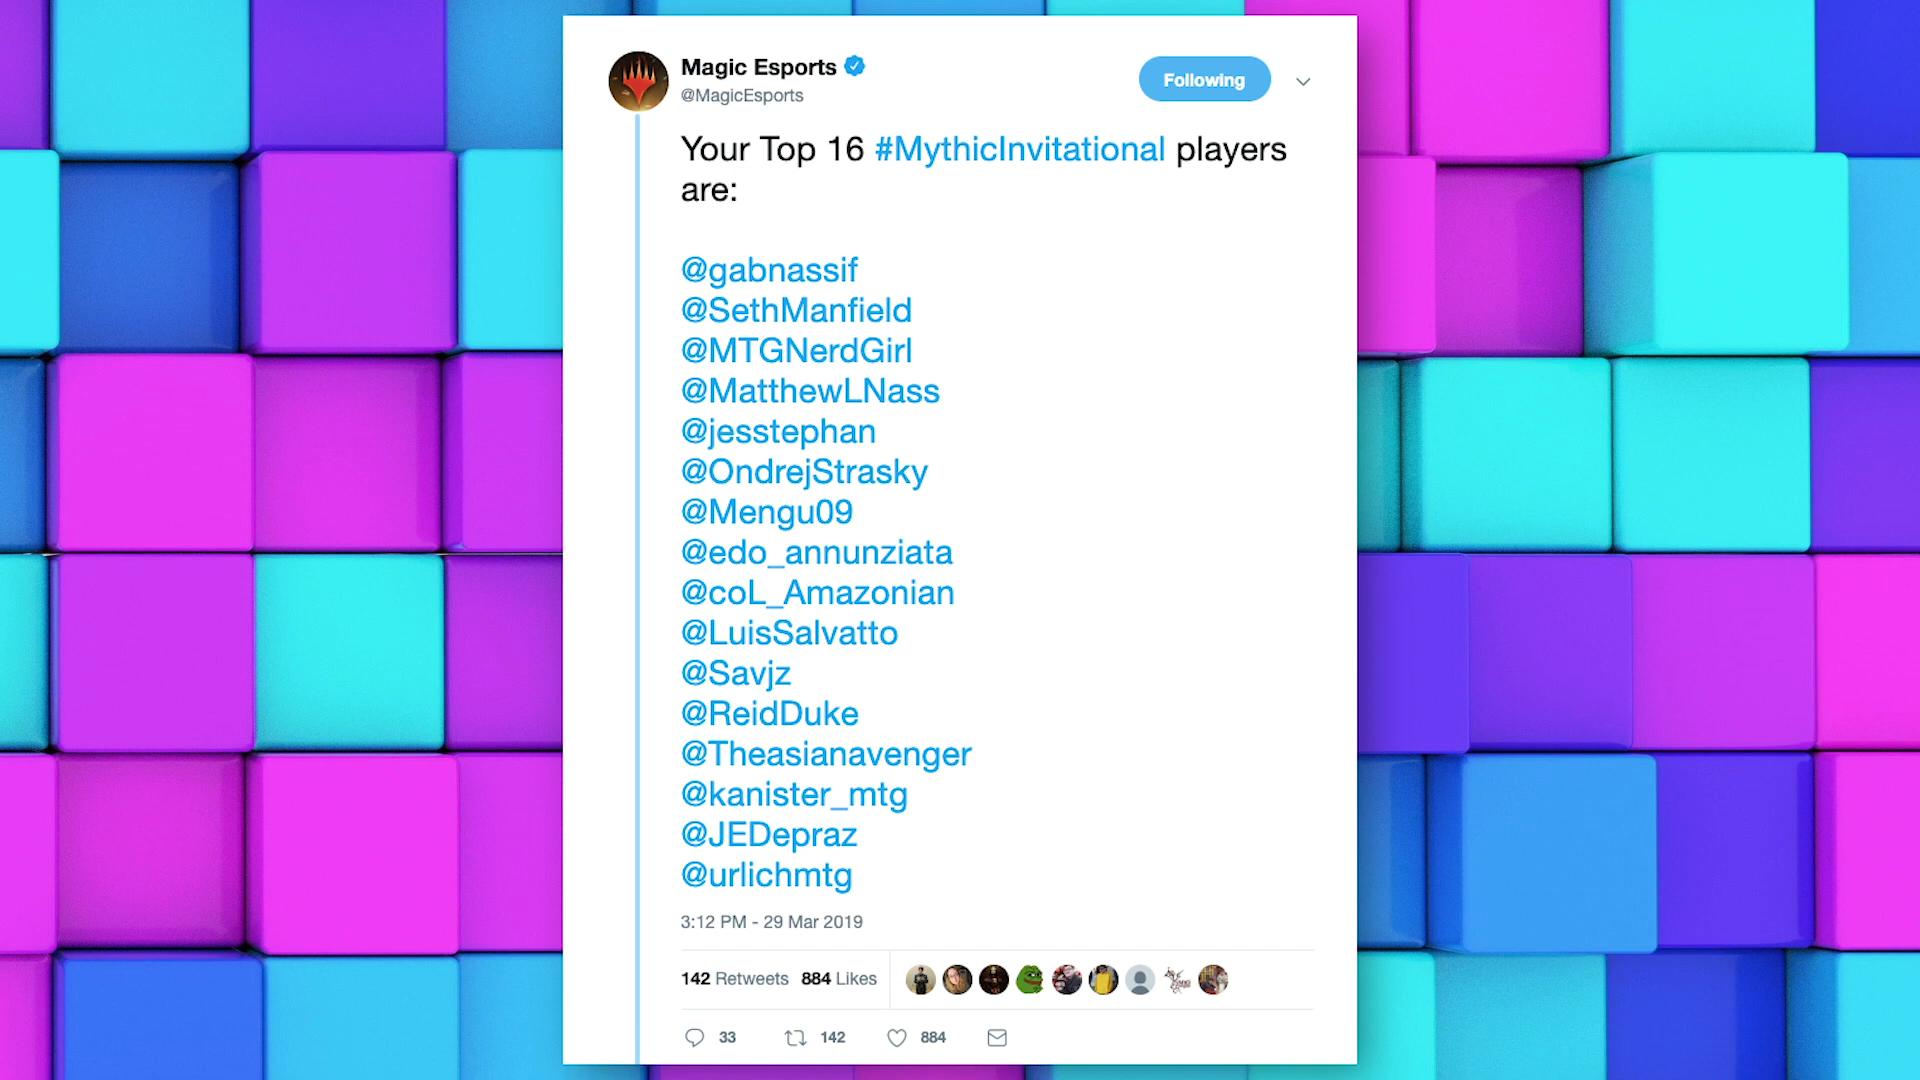 Magic Esports
@MagicEsports
Following
Your Top 16 #MythicInvitational players
are:
@gabnassif
@SethManfield
@MTGNerdGirl
@MatthewLNass
@jesstephan
@OndrejStrasky
@Mengu09
@edo_annunziata
@coL_Amazonian
@LuisSalvatto
@Savjz
@ReidDuke
@Theasianavenger
@kanister_mtg
@JEDepraz
@urlichmtg
3:12 PM - 29 Mar 2019
142 Retweets 884 Likes
33 142 884